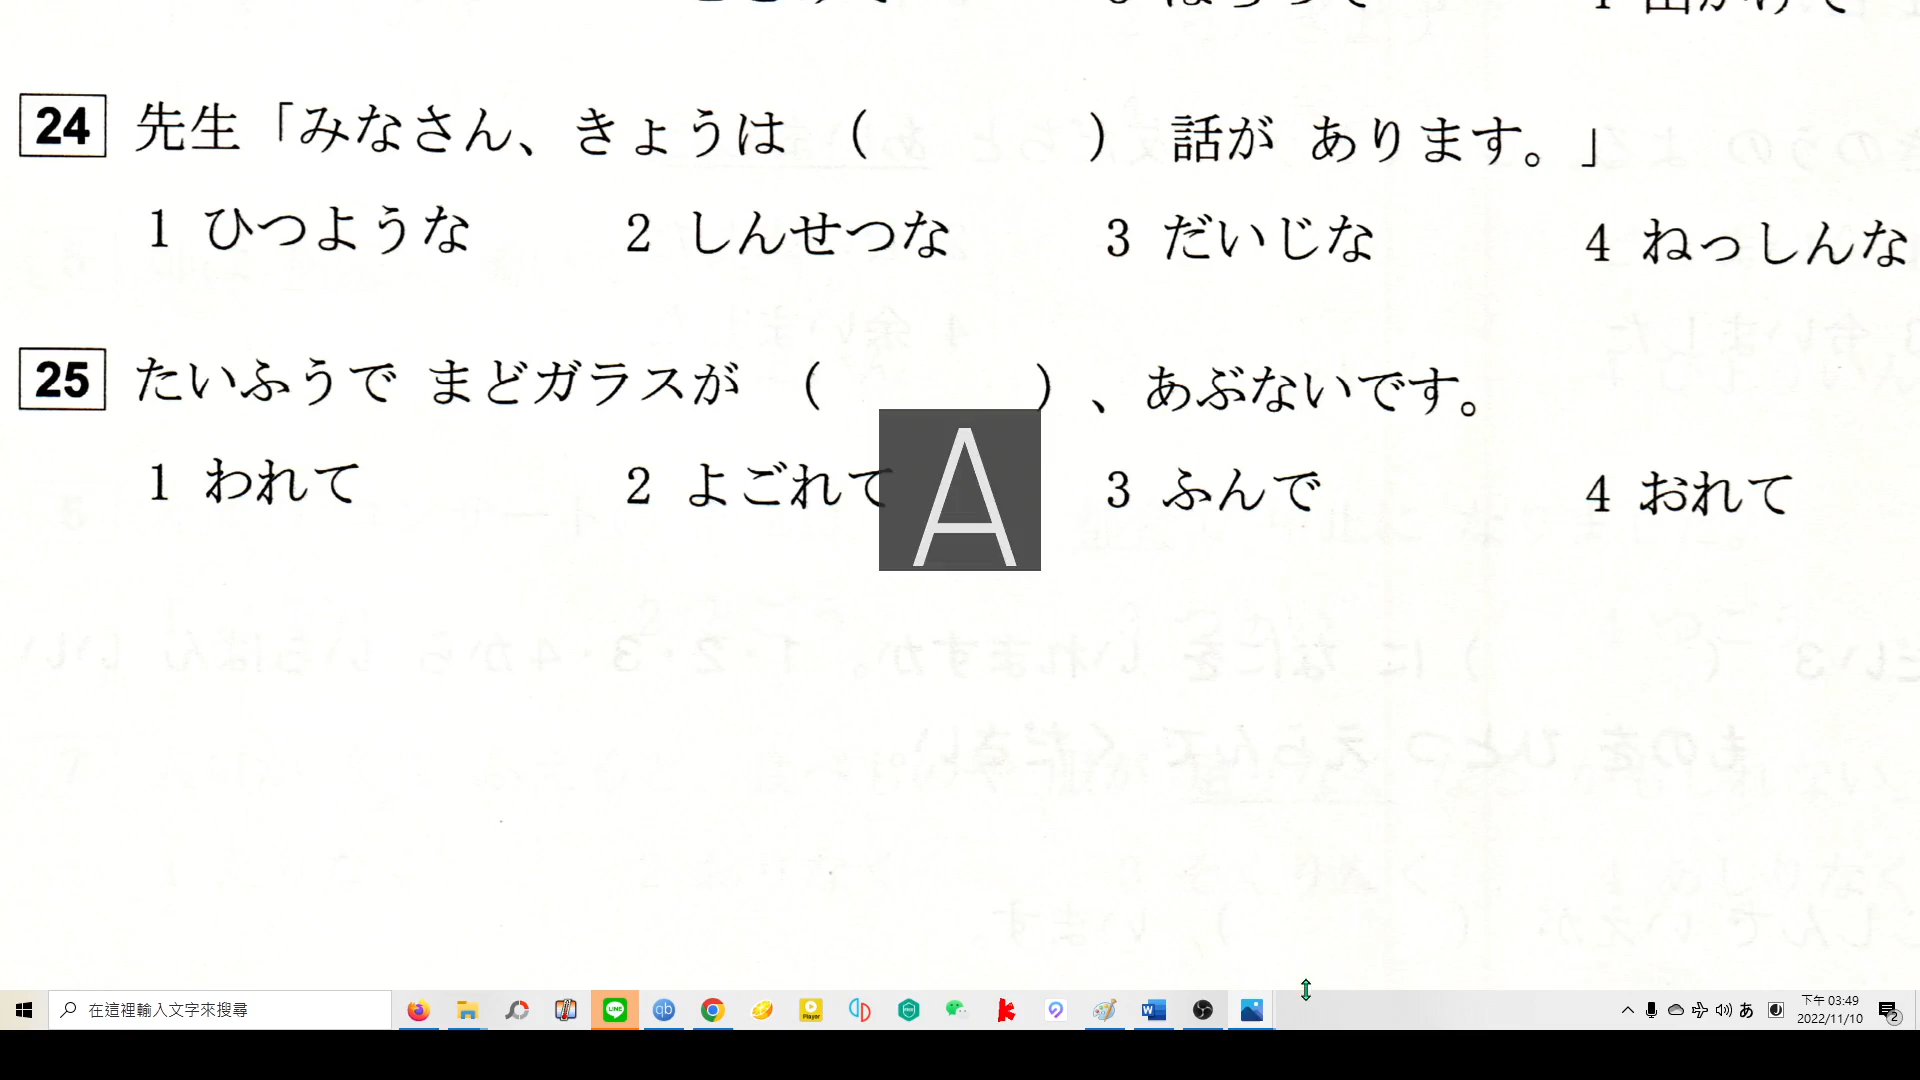 24 先生「みなさん、きょうは （　　　） 話が あります。」
1 ひつような 2 しんせつな 3 だいじな 4 ねっしんな
25 たいふうで まどガラスが （　　　）、あぶないです。
1 われて 2 よごれて 3 ふんで 4 おれて
A
在這裡輸入文字來搜尋
下午 03:49
2022/11/10
あ
2